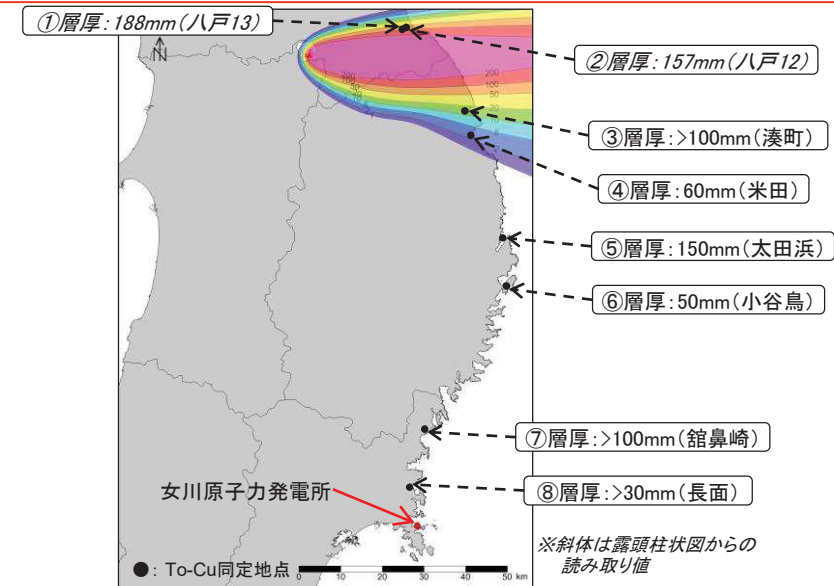 ①層厚:188mm(八戸13)
N
②層厚:157mm(八戸12)
200
100
50
③層厚:>100mm(湊町)
④層厚:60mm(米田)
⑤層厚:150mm(太田浜)
⑥層厚:50mm(小谷鳥)
⑦層厚:>100mm(舘鼻崎)
⑧層厚:>30mm(長面)
女川原子力発電所
※斜体は露頭柱状図からの
読み取り値
●:To-Cu同定地点
0 10 20 30 40 50 km